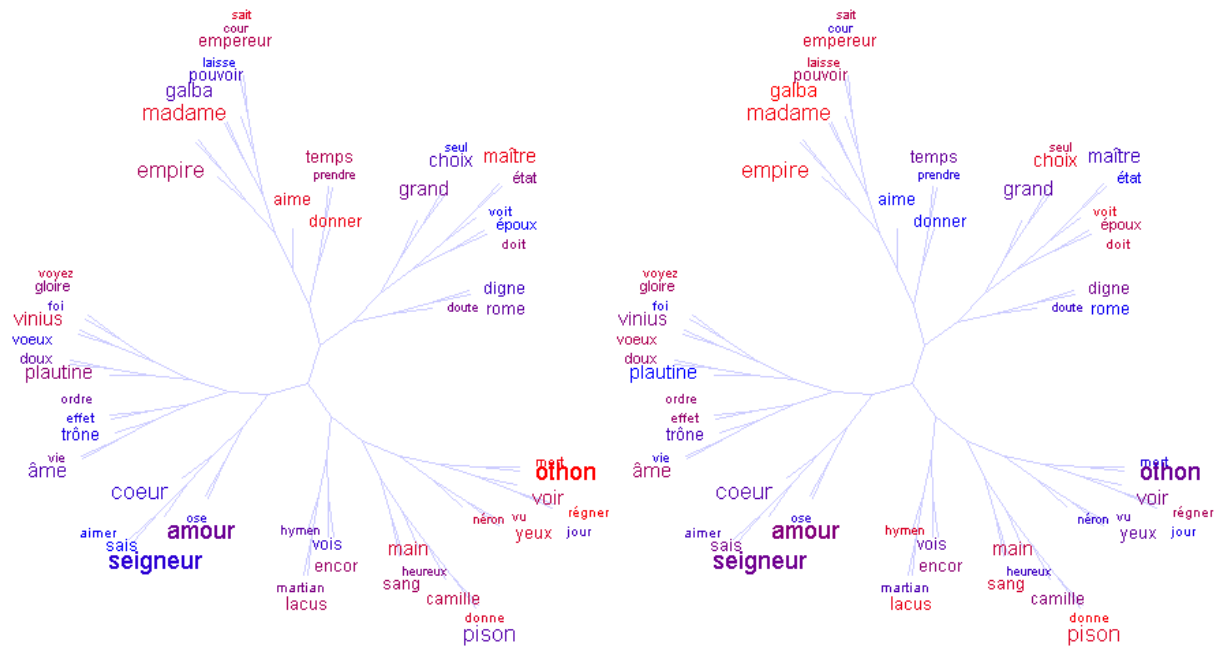 sait
cour
empereur
laisse
pouvoir
galba
madame
empire
temps
prendre
aime
donner
seul
choix
maître
grand
état
voit
époux
doit
digne
doute
rome
voyez
gloire
foi
vinius
voeux
doux
plautine
ordre
effet
trône
vie
âme
coeur
ose
aimer
amour
sais
seigneur
hymen
vois
encor
martian
lacus
main
heureux
sang
camille
donne
pison
mort
othon
voir
régner
néron
vu
yeux
jour
sait
cour
empereur
laisse
pouvoir
galba
madame
empire
temps
prendre
aime
donner
seul
choix
maître
grand
état
voit
époux
doit
digne
doute
rome
voyez
gloire
foi
vinius
voeux
doux
plautine
ordre
effet
trône
vie
âme
coeur
ose
aimer
amour
sais
seigneur
hymen
vois
encor
martian
lacus
main
heureux
sang
camille
donne
pison
mort
othon
voir
régner
néron
vu
yeux
jour